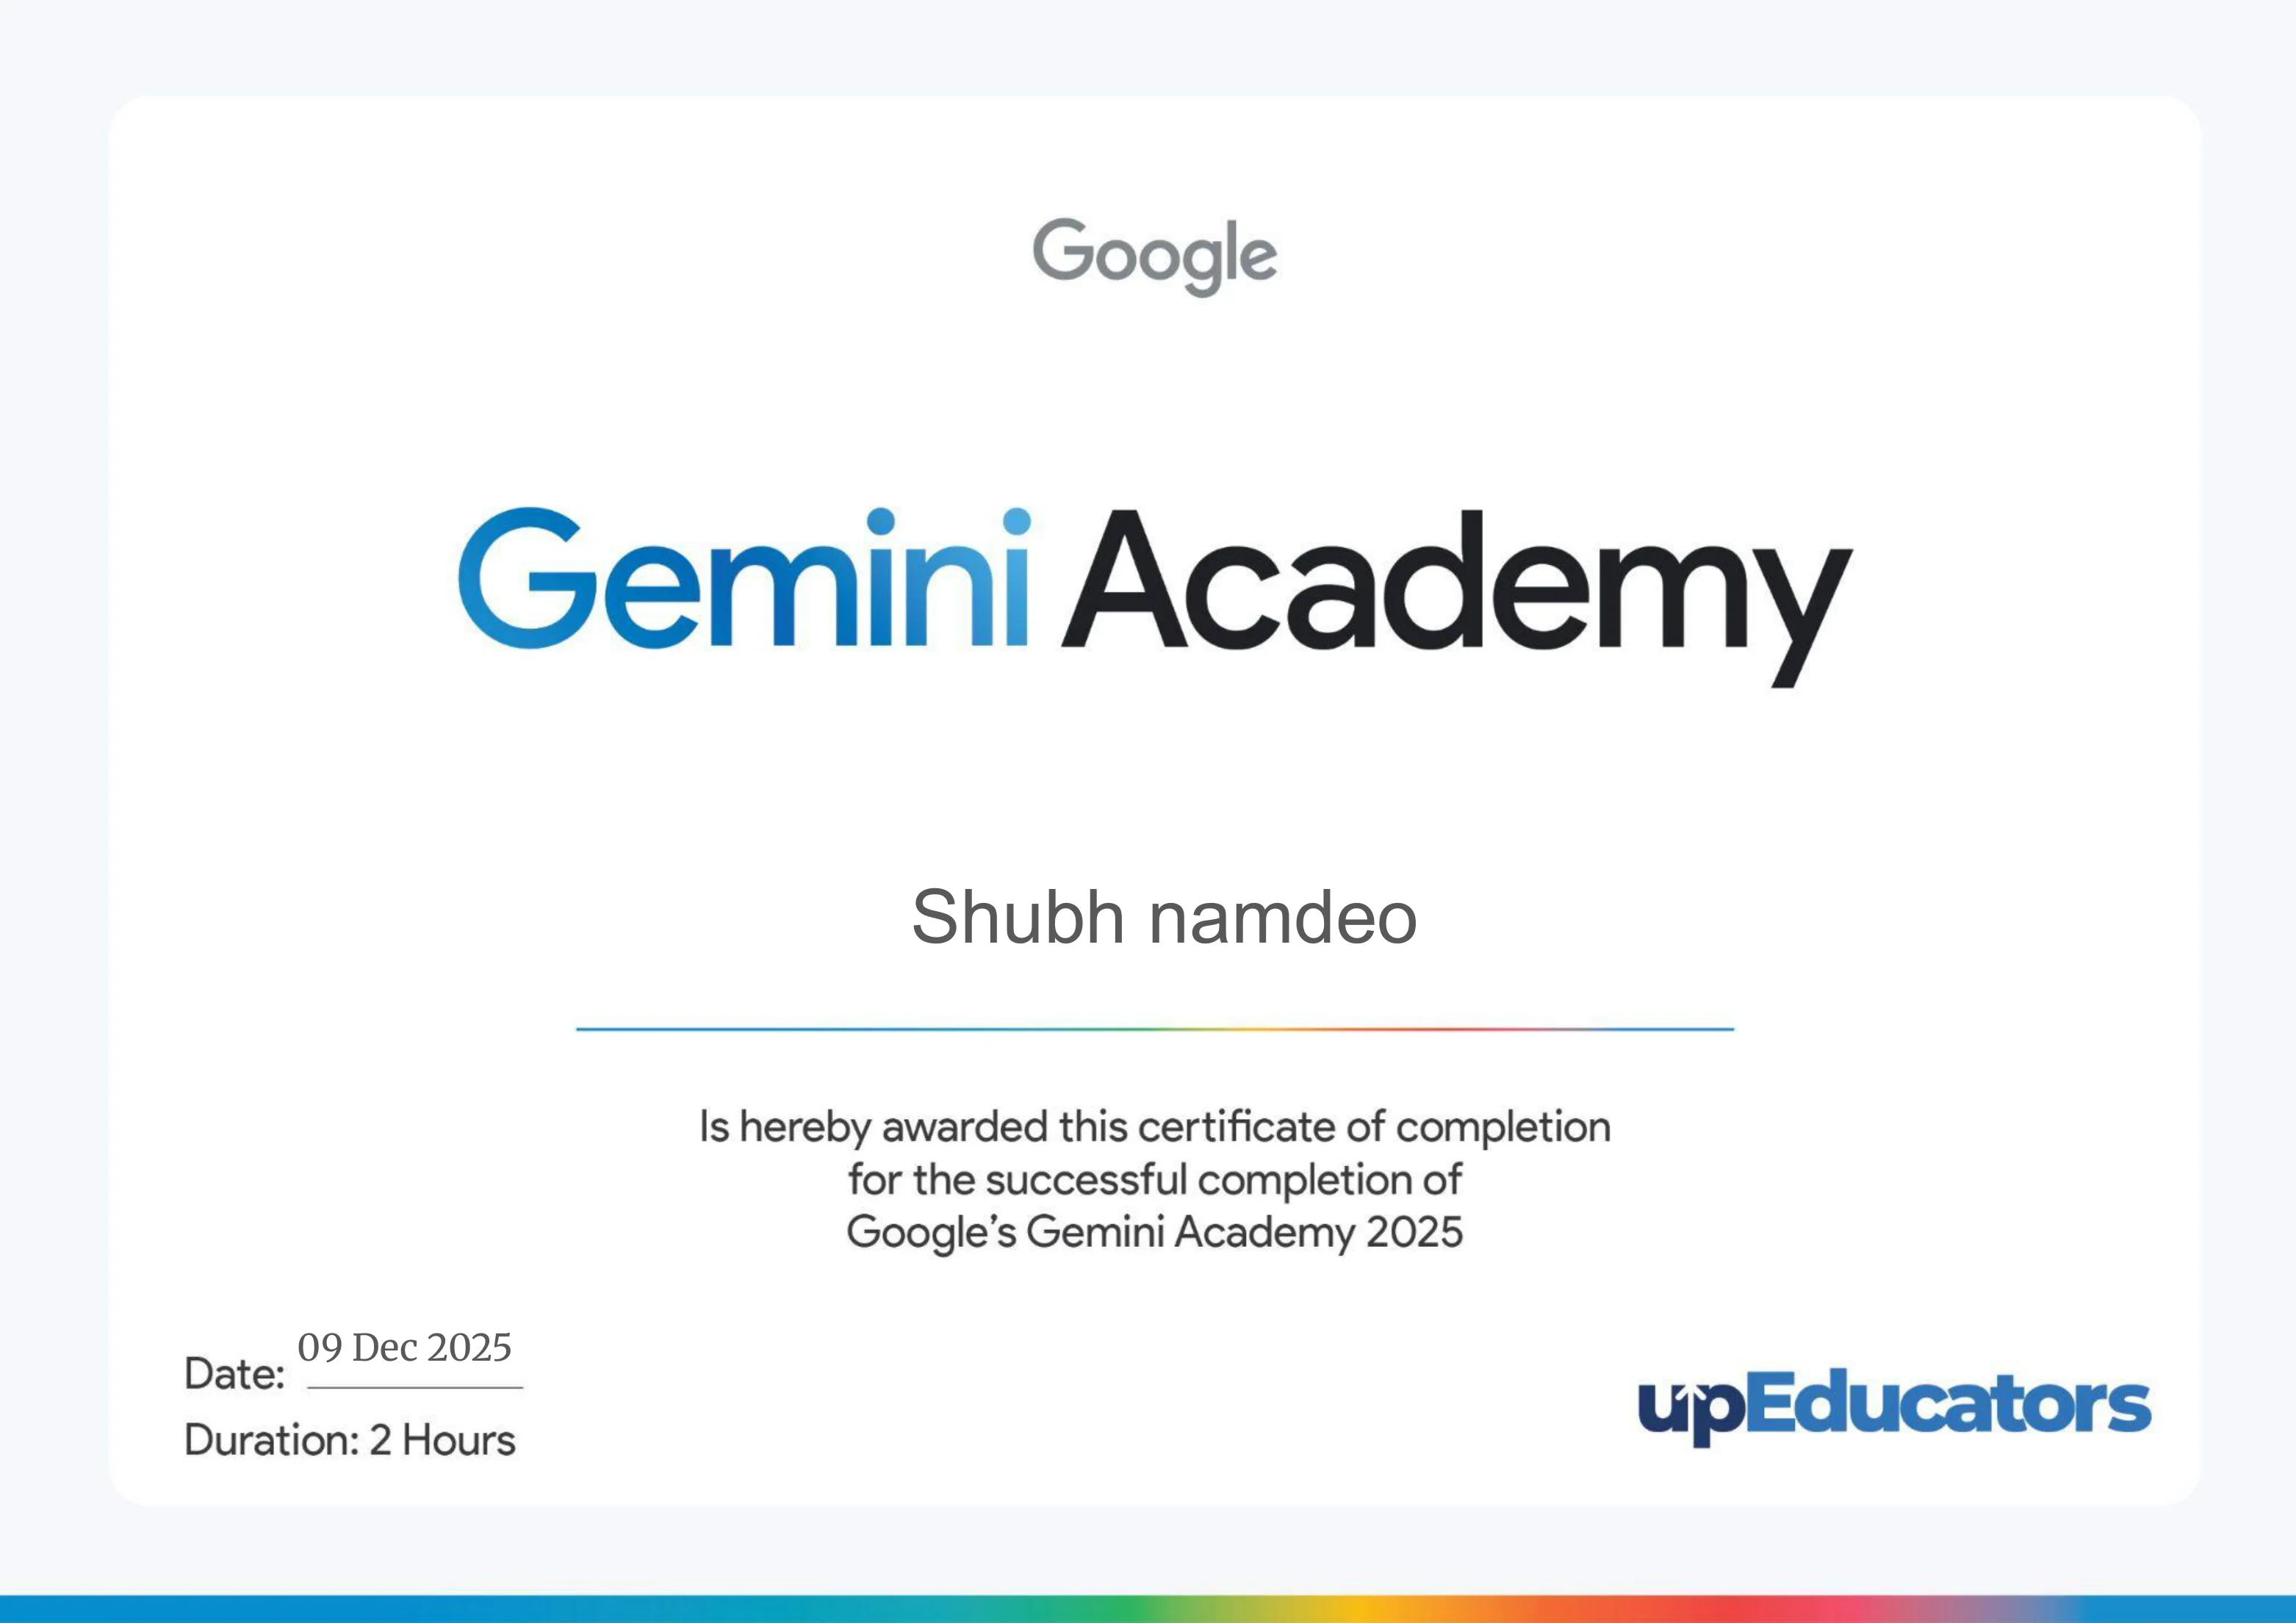 Google
Gemini Academy
Shubh namdeo
Is hereby awarded this certificate of completion
for the successful completion of
Google’s Gemini Academy 2025
Date: 09 Dec 2025
Duration: 2 Hours
upEducators